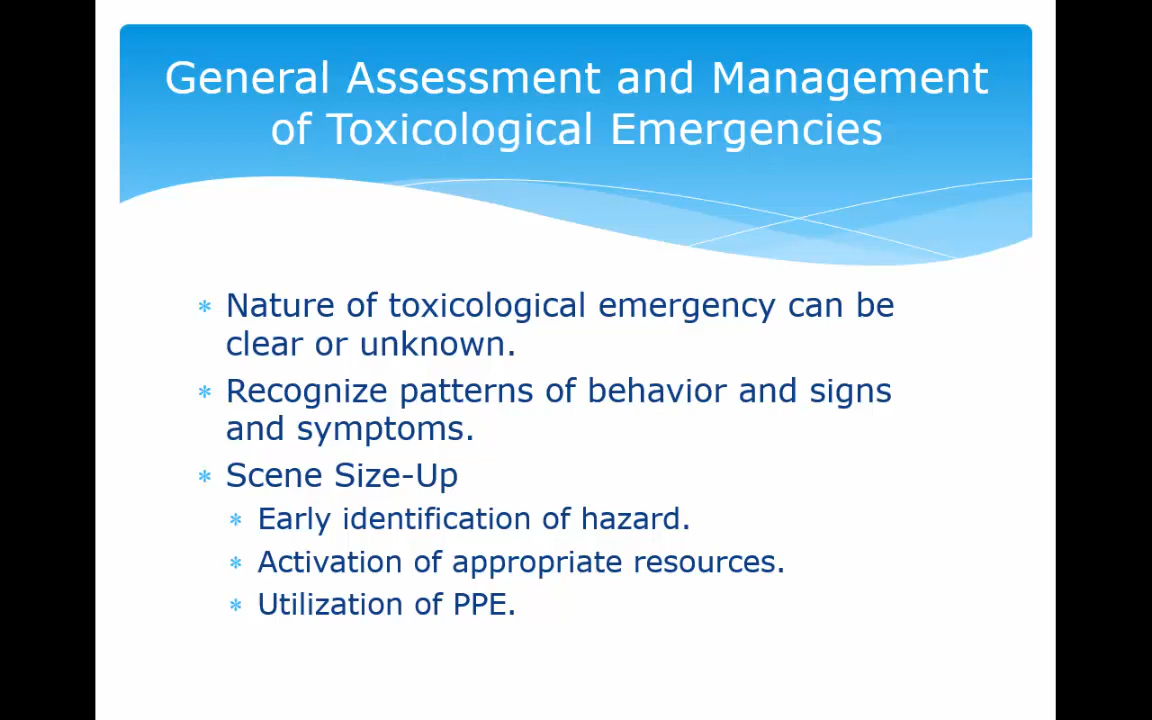 General Assessment and Management
of Toxicological Emergencies
* Nature of toxicological emergency can be
clear or unknown.
* Recognize patterns of behavior and signs
and symptoms.
* Scene Size-Up
* Early identification of hazard.
* Activation of appropriate resources.
* Utilization of PPE.